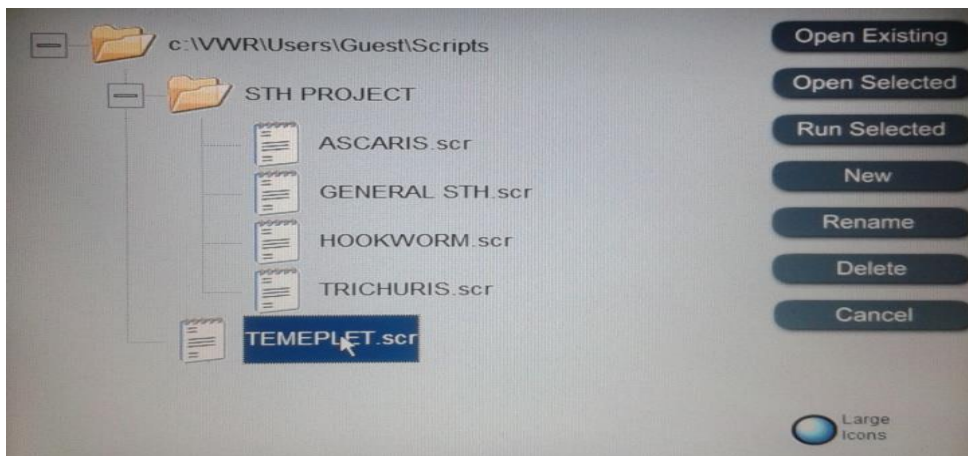 c:\VWR\Users\Guest\Scripts
STH PROJECT
ASCARIS.scr
GENERAL STH.scr
HOOKWORM.scr
TRICHURIS.scr
TEMEPLET.scr
Open Existing
Open Selected
Run Selected
New
Rename
Delete
Cancel
Large
Icons